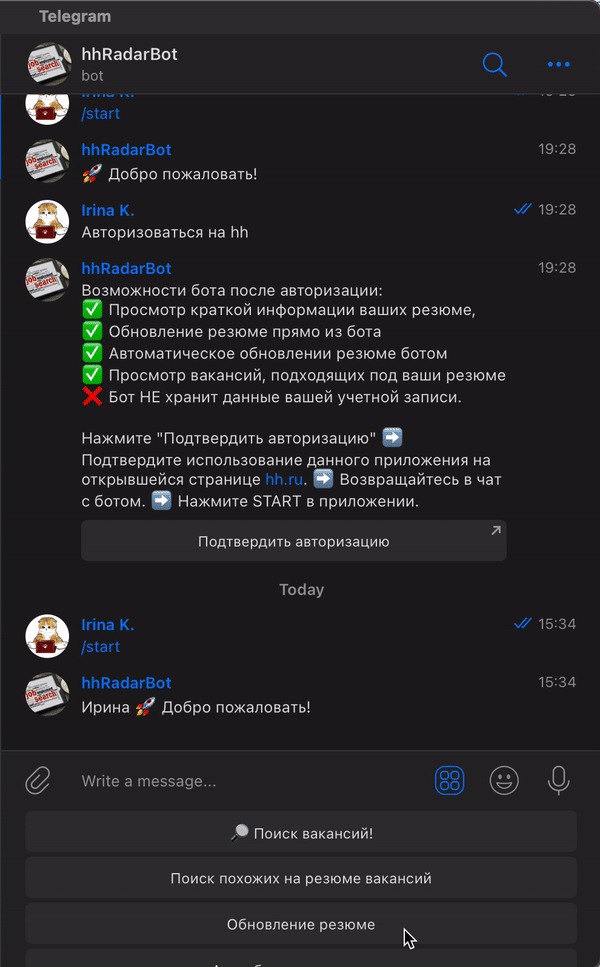 Telegram
hhRadarBot
bot
Irina K.
19:28
/start
hhRadarBot
19:28
🚀 Добро пожаловать!
Irina K.
19:28
Авторизоваться на hh
hhRadarBot
19:28
Возможности бота после авторизации:
✅ Просмотр краткой информации ваших резюме,
✅ Обновление резюме прямо из бота
✅ Автоматическое обновлении резюме ботом
✅ Просмотр вакансий, подходящих под ваши резюме
❌ Бот НЕ хранит данные вашей учетной записи.
Нажмите "Подтвердить авторизацию" ➡️
Подтвердите использование данного приложения на
открывшейся странице hh.ru. ➡️ Возвращайтесь в чат
с ботом. ➡️ Нажмите START в приложении.
Подтвердить авторизацию
Today
Irina K.
15:34
/start
hhRadarBot
15:34
Ирина 🚀 Добро пожаловать!
Write a message...
🔎 Поиск вакансий!
Поиск похожих на резюме вакансий
Обновление резюме